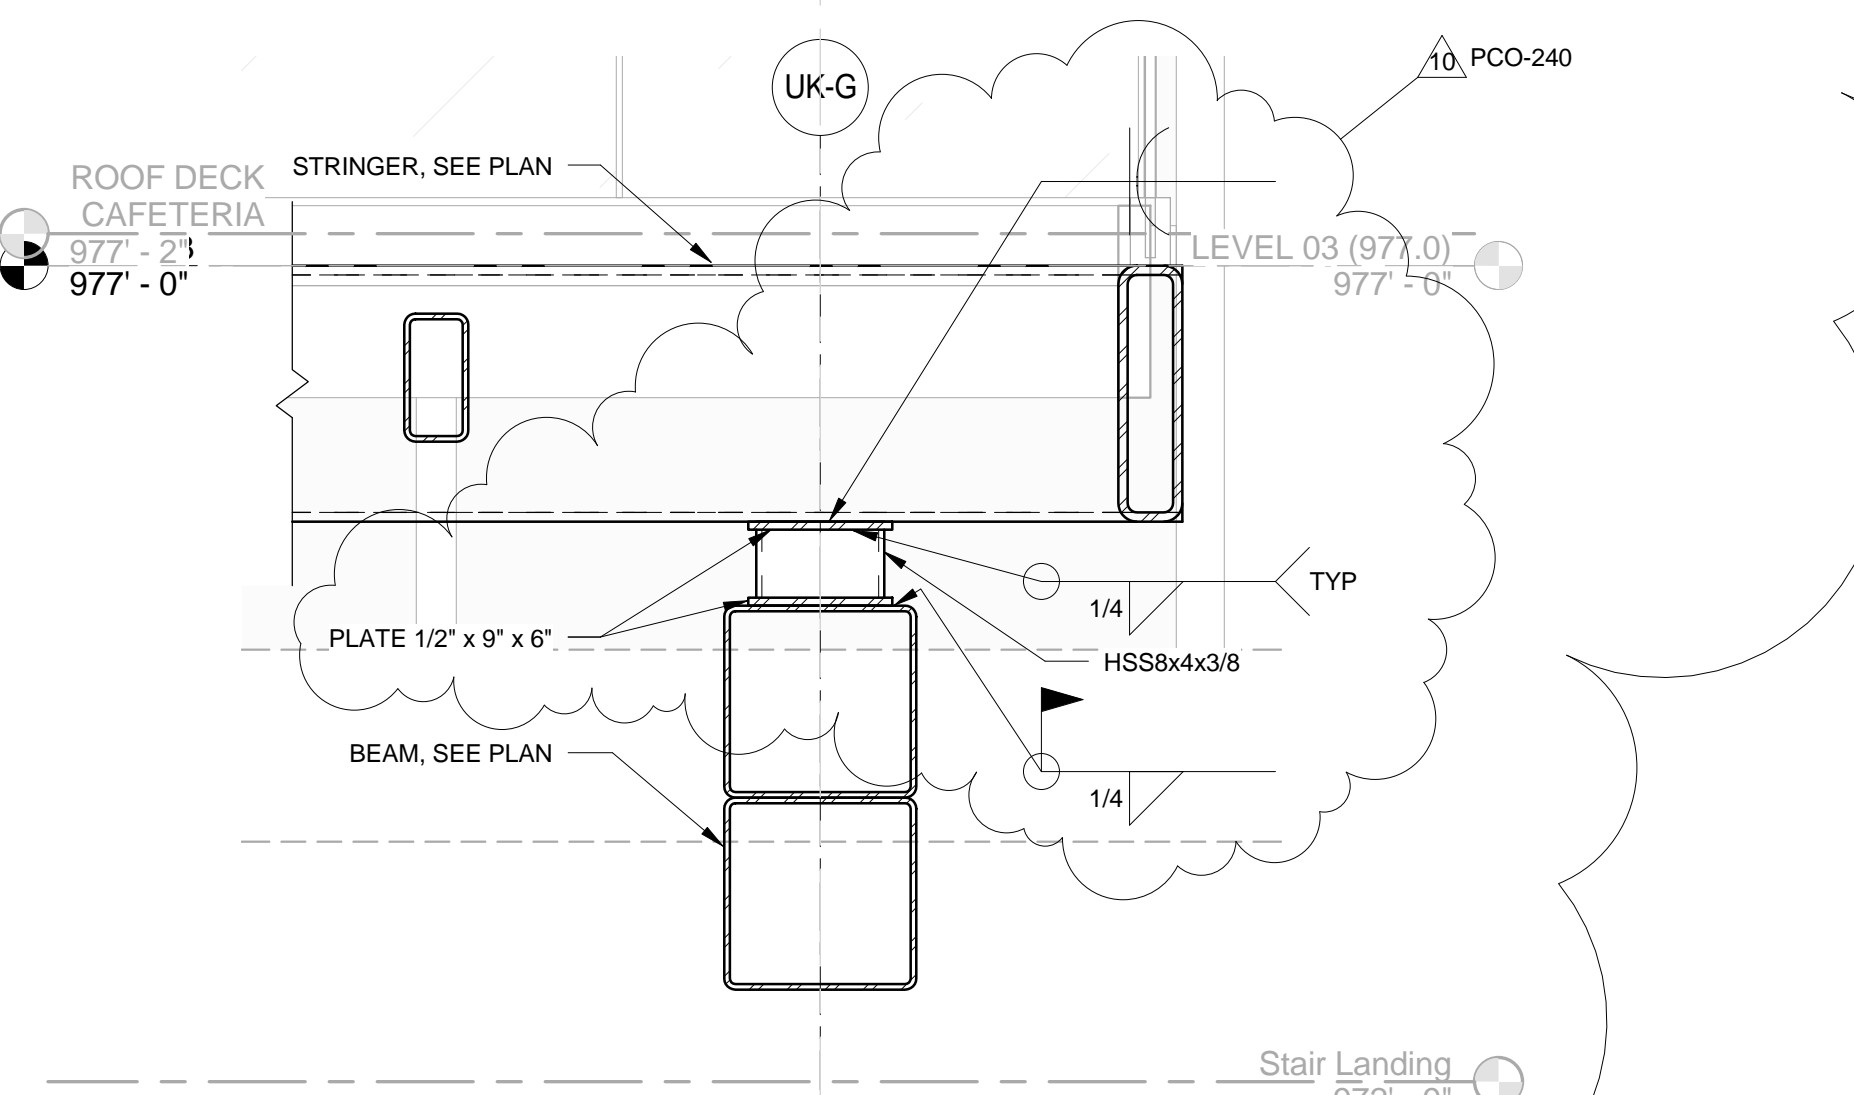 10 PCO-240
UK-G
STRINGER, SEE PLAN
ROOF DECK
CAFETERIA
977' - 2"
977' - 0"
LEVEL 03 (977.0)
977' - 0"
TYP
1/4
PLATE 1/2" x 9" x 6"
HSS8x4x3/8
BEAM, SEE PLAN
1/4
Stair Landing